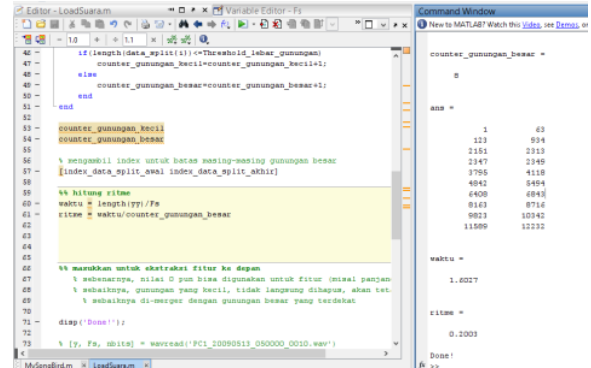 Editor - LoadSuara.m
Variable Editor - Fs
- 1.0 + ÷ 1.1 ×
46 - if(length(data_split(i))<=Threshold_lebar_gunungan)
47 - counter_gunungan_kecil=counter_gunungan_kecil+1;
48 - else
49 - counter_gunungan_besar=counter_gunungan_besar+1;
50 - end
51 - end
52
53 - counter_gunungan_kecil
54 - counter_gunungan_besar
55
56 % mengambil index untuk batas masing-masing gunungan besar
57 - [index_data_split_awal index_data_split_akhir]
58
59 %% hitung ritme
60 - waktu = length(yy)/Fs
61 - ritme = waktu/counter_gunungan_besar
62
63
64
65
66 %% masukkan untuk ekstraksi fitur ke depan
67 % sebenarnya, nilai 0 pun bisa digunakan untuk fitur (misal panjan
68 % sebaiknya, gunungan yang kecil, tidak langsung dihapus, akan tet
69 % sebaiknya di-merger dengan gunungan besar yang terdekat
70
71 - disp('Done!');
72
73 % [y, Fs, nbits] = wavread('PC1_20090513_050000_0010.wav')
MySongBird.m × LoadSuara.m ×
Command Window
New to MATLAB? Watch this Video, see Demos, or
counter_gunungan_besar =
8
ans =
1 63
123 934
2151 2313
2347 2349
3795 4118
4842 5494
6408 6843
8163 8716
9823 10342
11589 12232
waktu =
1.6027
ritme =
0.2003
Done!
fx >>